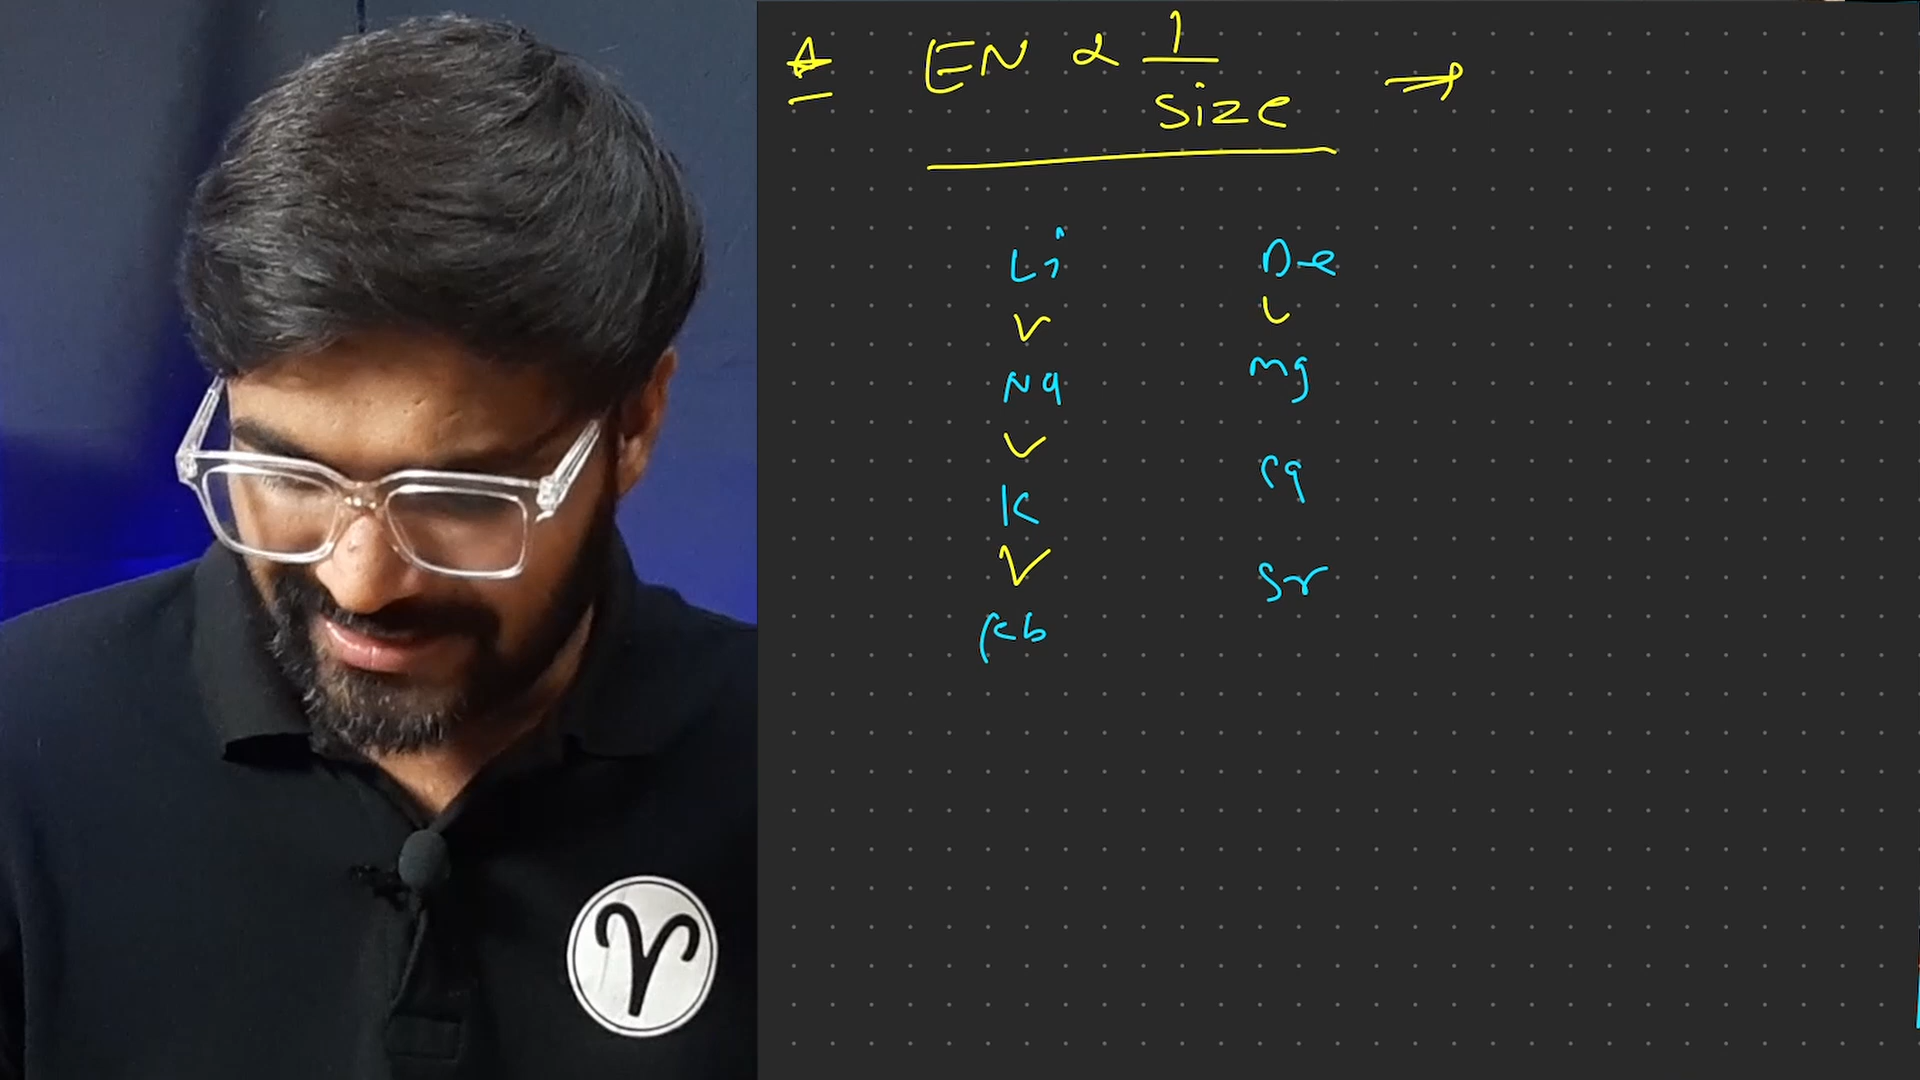 EN ∝ 1/size ⇒
Li Be
V
Na Mg
V
K Ca
V
Rb Sr